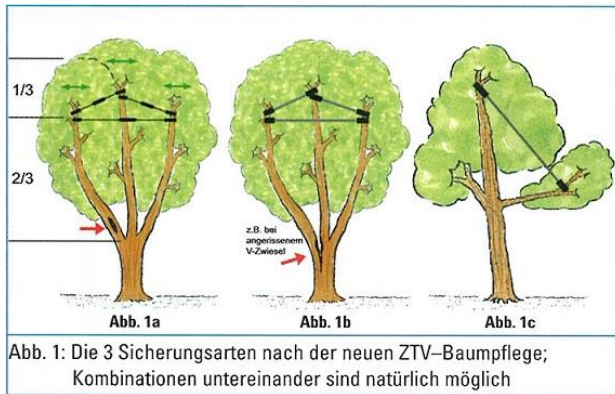 1/3
2/3
z.B. bei
angerissenem
V-Zwiesel
Abb. 1a
Abb. 1b
Abb. 1c
Abb. 1: Die 3 Sicherungsarten nach der neuen ZTV–Baumpflege;
Kombinationen untereinander sind natürlich möglich